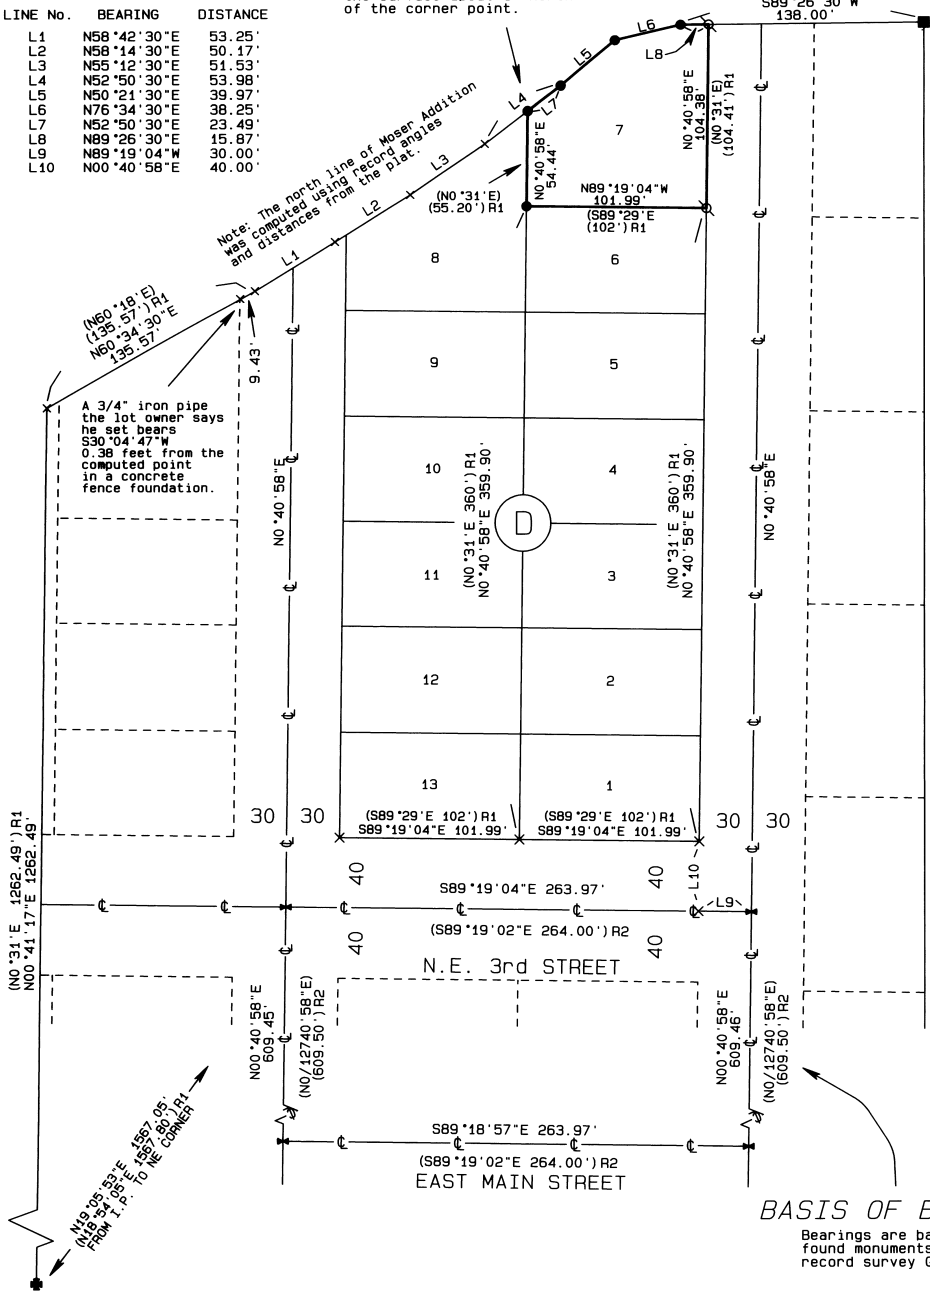 of the corner point.
S89°26'30"W
138.00'
LINE No. BEARING DISTANCE
L1 N58°42'30"E 53.25'
L2 N58°14'30"E 50.17'
L3 N55°12'30"E 51.53'
L4 N52°50'30"E 53.98'
L5 N50°21'30"E 39.97'
L6 N76°34'30"E 38.25'
L7 N52°50'30"E 23.49'
L8 N89°26'30"E 15.87'
L9 N89°19'04"W 30.00'
L10 N00°40'58"E 40.00'
Note: The north line of Moser Addition
was computed using record angles
and distances from the plat.
L1
L2
L3
L4
L7
L5
L6
L8
N0°40'58"E
104.38'
(N0°31'E)
(104.41')R1
7
N0°40'58"E
54.44'
(N0°31'E)
(55.20')R1
N89°19'04"W
101.99'
(S89°29'E
(102')R1
(N60°18'E)
(135.57')R1
N60°34'30"E
135.57'
9.43'
A 3/4" iron pipe
the lot owner says
he set bears
S30°04'47"W
0.38 feet from the
computed point
in a concrete
fence foundation.
8
6
9
5
10
4
D
11
3
12
2
13
1
N0°40'58"E
(N0°31'E 360')R1
N0°40'58"E 359.90'
(N0°31'E 360')R1
N0°40'58"E 359.90'
N0°40'58"E
(S89°29'E 102')R1
S89°19'04"E 101.99'
(S89°29'E 102')R1
S89°19'04"E 101.99'
30 30
30 30
(N0°31'E 1262.49')R1
N00°41'17"E 1262.49'
40
40
L10
L9
S89°19'04"E 263.97'
(S89°19'02"E 264.00')R2
40
40
N.E. 3rd STREET
N00°40'58"E
609.45'
(N0/12740'58"E)
(609.50')R2
N00°40'58"E
609.46'
(N0/12740'58"E)
(609.50')R2
S89°18'57"E 263.97'
(S89°19'02"E 264.00')R2
EAST MAIN STREET
N19°05'53"E 1567.05'
(N18°54'05"E 1567.80')R1
FROM I.P. TO NE CORNER
BASIS OF
Bearings are
found monuments
record survey